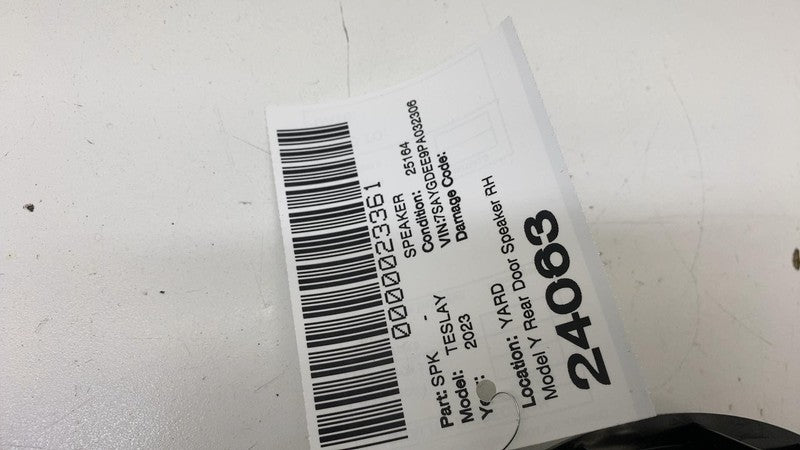 0000023361
Part: SPK - SPEAKER 25164
Model: TESLAY Condition:
2023 VIN:7SAYGDEE9PA032306
Damage Code:
Location: YARD
Model Y Rear Door Speaker RH
24063